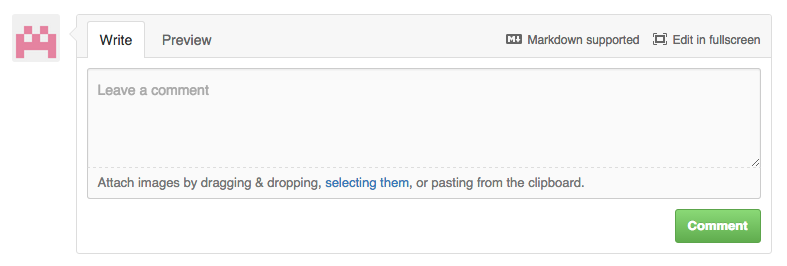 Write Preview Markdown supported Edit in fullscreen
Leave a comment
Attach images by dragging & dropping, selecting them, or pasting from the clipboard.
Comment